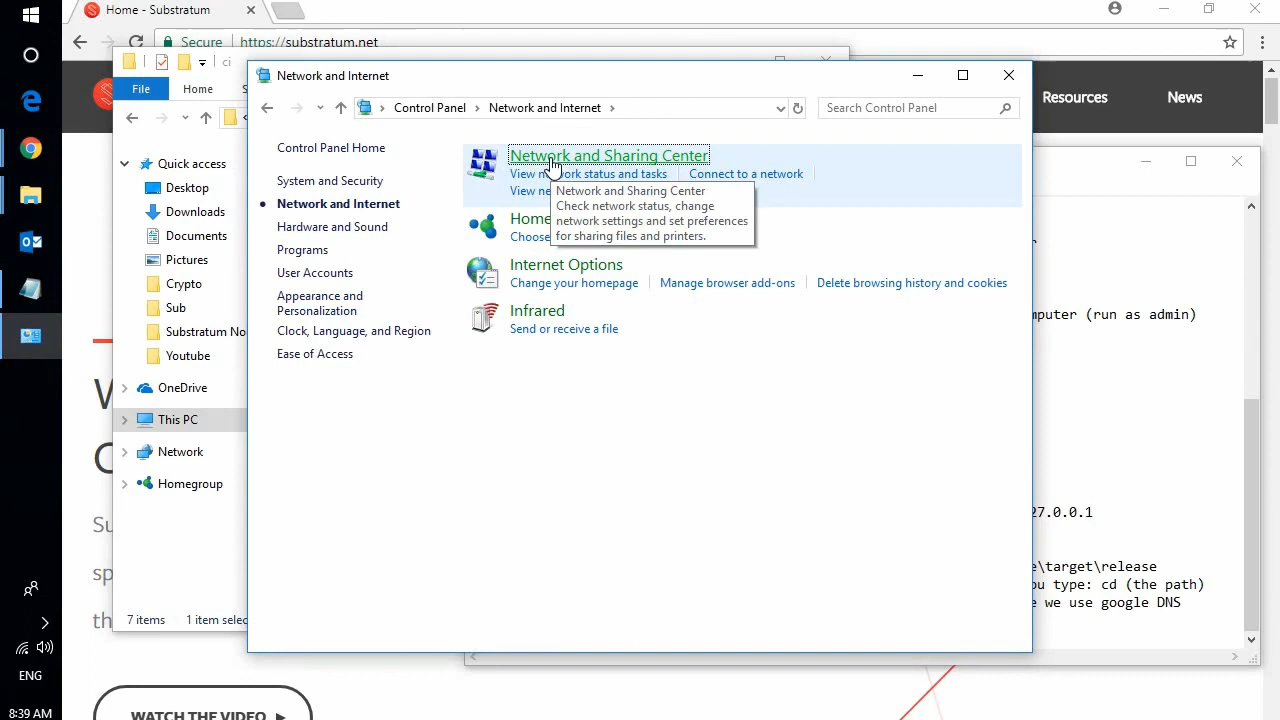 Home - Substratum
Secure
https://substratum.net
Resources
News
ci
File
Home
Quick access
Desktop
Downloads
Documents
Pictures
Crypto
Sub
Substratum No
Youtube
OneDrive
This PC
Network
Homegroup
7 items
1 item selec
Network and Internet
Control Panel
Network and Internet
Search Control Panel
Control Panel Home
System and Security
Network and Internet
Hardware and Sound
Programs
User Accounts
Appearance and
Personalization
Clock, Language, and Region
Ease of Access
Network and Sharing Center
View network status and tasks
Connect to a network
View ne
Network and Sharing Center
Check network status, change
network settings and set preferences
for sharing files and printers.
Home
Choose
Internet Options
Change your homepage
Manage browser add-ons
Delete browsing history and cookies
Infrared
Send or receive a file
mputer (run as admin)
27.0.0.1
e\target\release
ou type: cd (the path)
e we use google DNS
W
C
Su
sp
th
WATCH THE VIDEO
ENG
8:39 AM